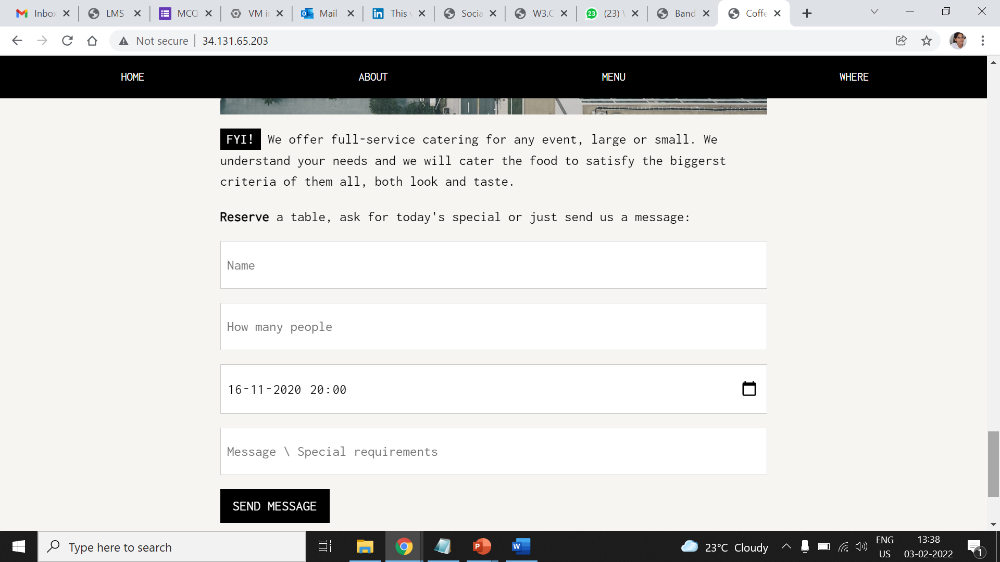 Inbo
LMS
MCQ
VM i
Mail
This
Socia
W3.C
23
(23)
Band
Coffe
Not secure
34.131.65.203
HOME
ABOUT
MENU
WHERE
FYI! We offer full-service catering for any event, large or small. We
understand your needs and we will cater the food to satisfy the biggerst
criteria of them all, both look and taste.
Reserve a table, ask for today's special or just send us a message:
Name
How many people
16-11-2020 20:00
Message \ Special requirements
SEND MESSAGE
Type here to search
23°C Cloudy
ENG
US
13:38
03-02-2022
1